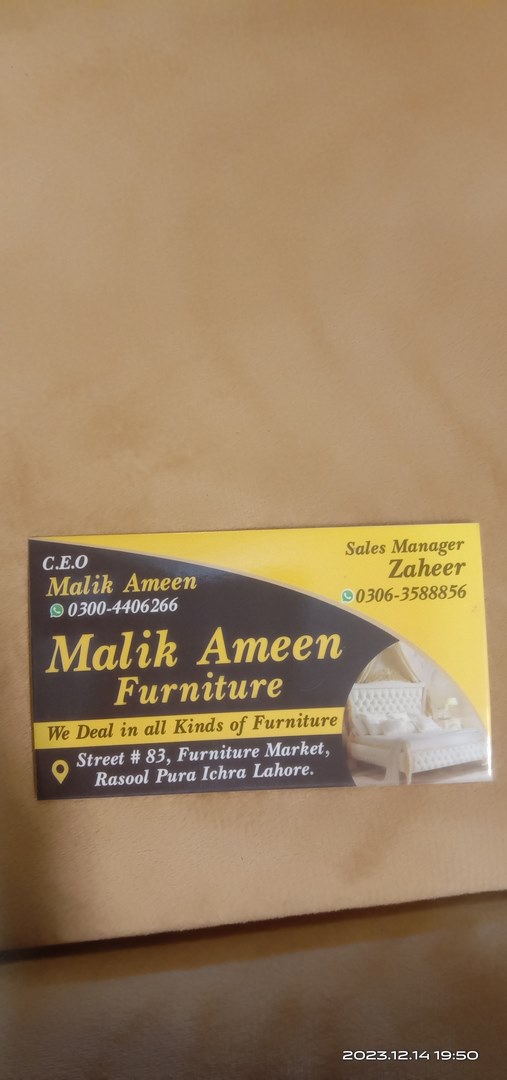 C.E.O
Malik Ameen
0300-4406266
Sales Manager
Zaheer
0306-3588856
Malik Ameen
Furniture
We Deal in all Kinds of Furniture
Street # 83, Furniture Market,
Rasool Pura Ichra Lahore.
2023.12.14 19:50